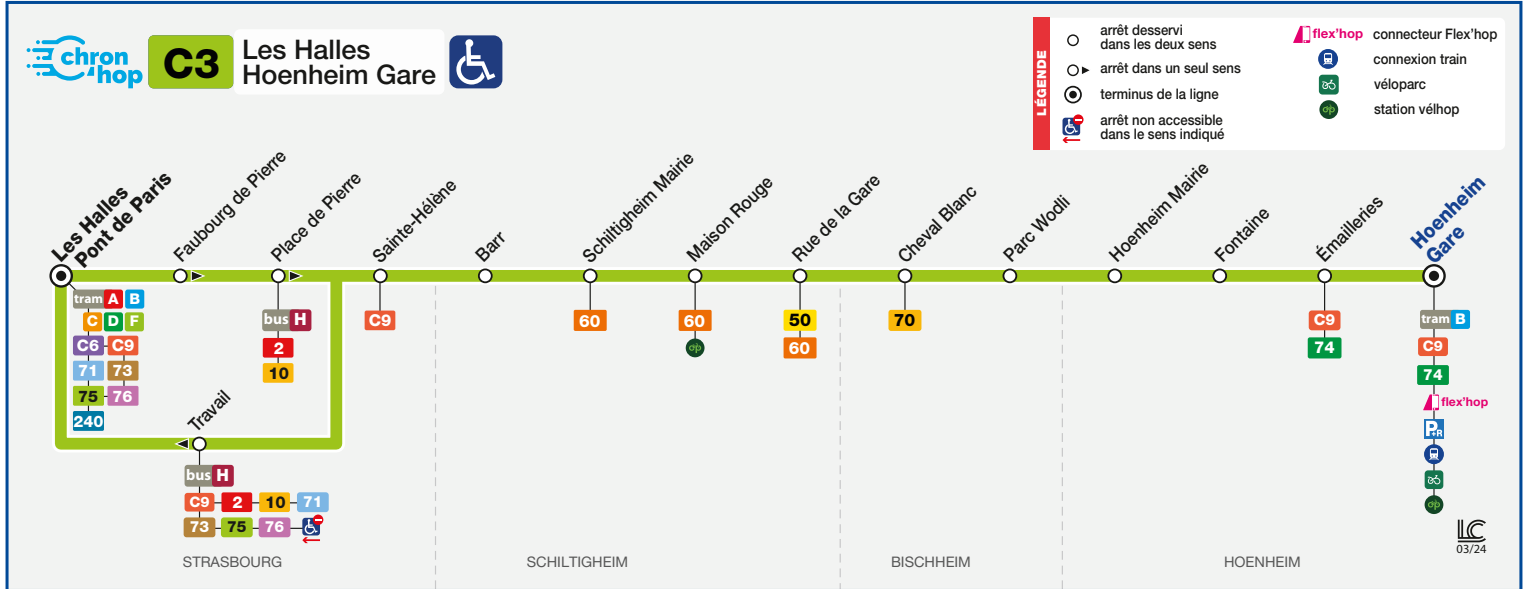 chron
hop
C3
Les Halles
Hoenheim Gare
LÉGENDE
arrêt desservi
dans les deux sens
arrêt dans un seul sens
terminus de la ligne
arrêt non accessible
dans le sens indiqué
flex'hop connecteur Flex'hop
connexion train
véloparc
station vélhop
Les Halles
Pont de Paris
Faubourg de Pierre
Place de Pierre
Sainte-Hélène
Barr
Schiltigheim Mairie
Maison Rouge
Rue de la Gare
Cheval Blanc
Parc Wodli
Hoenheim Mairie
Fontaine
Émailleries
Hoenheim
Gare
tram A B
C D F
C6 C9
71 73
75 76
240
bus H
2
10
C9
60
60
50
60
70
C9
74
tram B
C9
74
flex'hop
P+R
Travail
bus H
C9 2 10 71
73 75 76
LC
03/24
STRASBOURG
SCHILTIGHEIM
BISCHHEIM
HOENHEIM